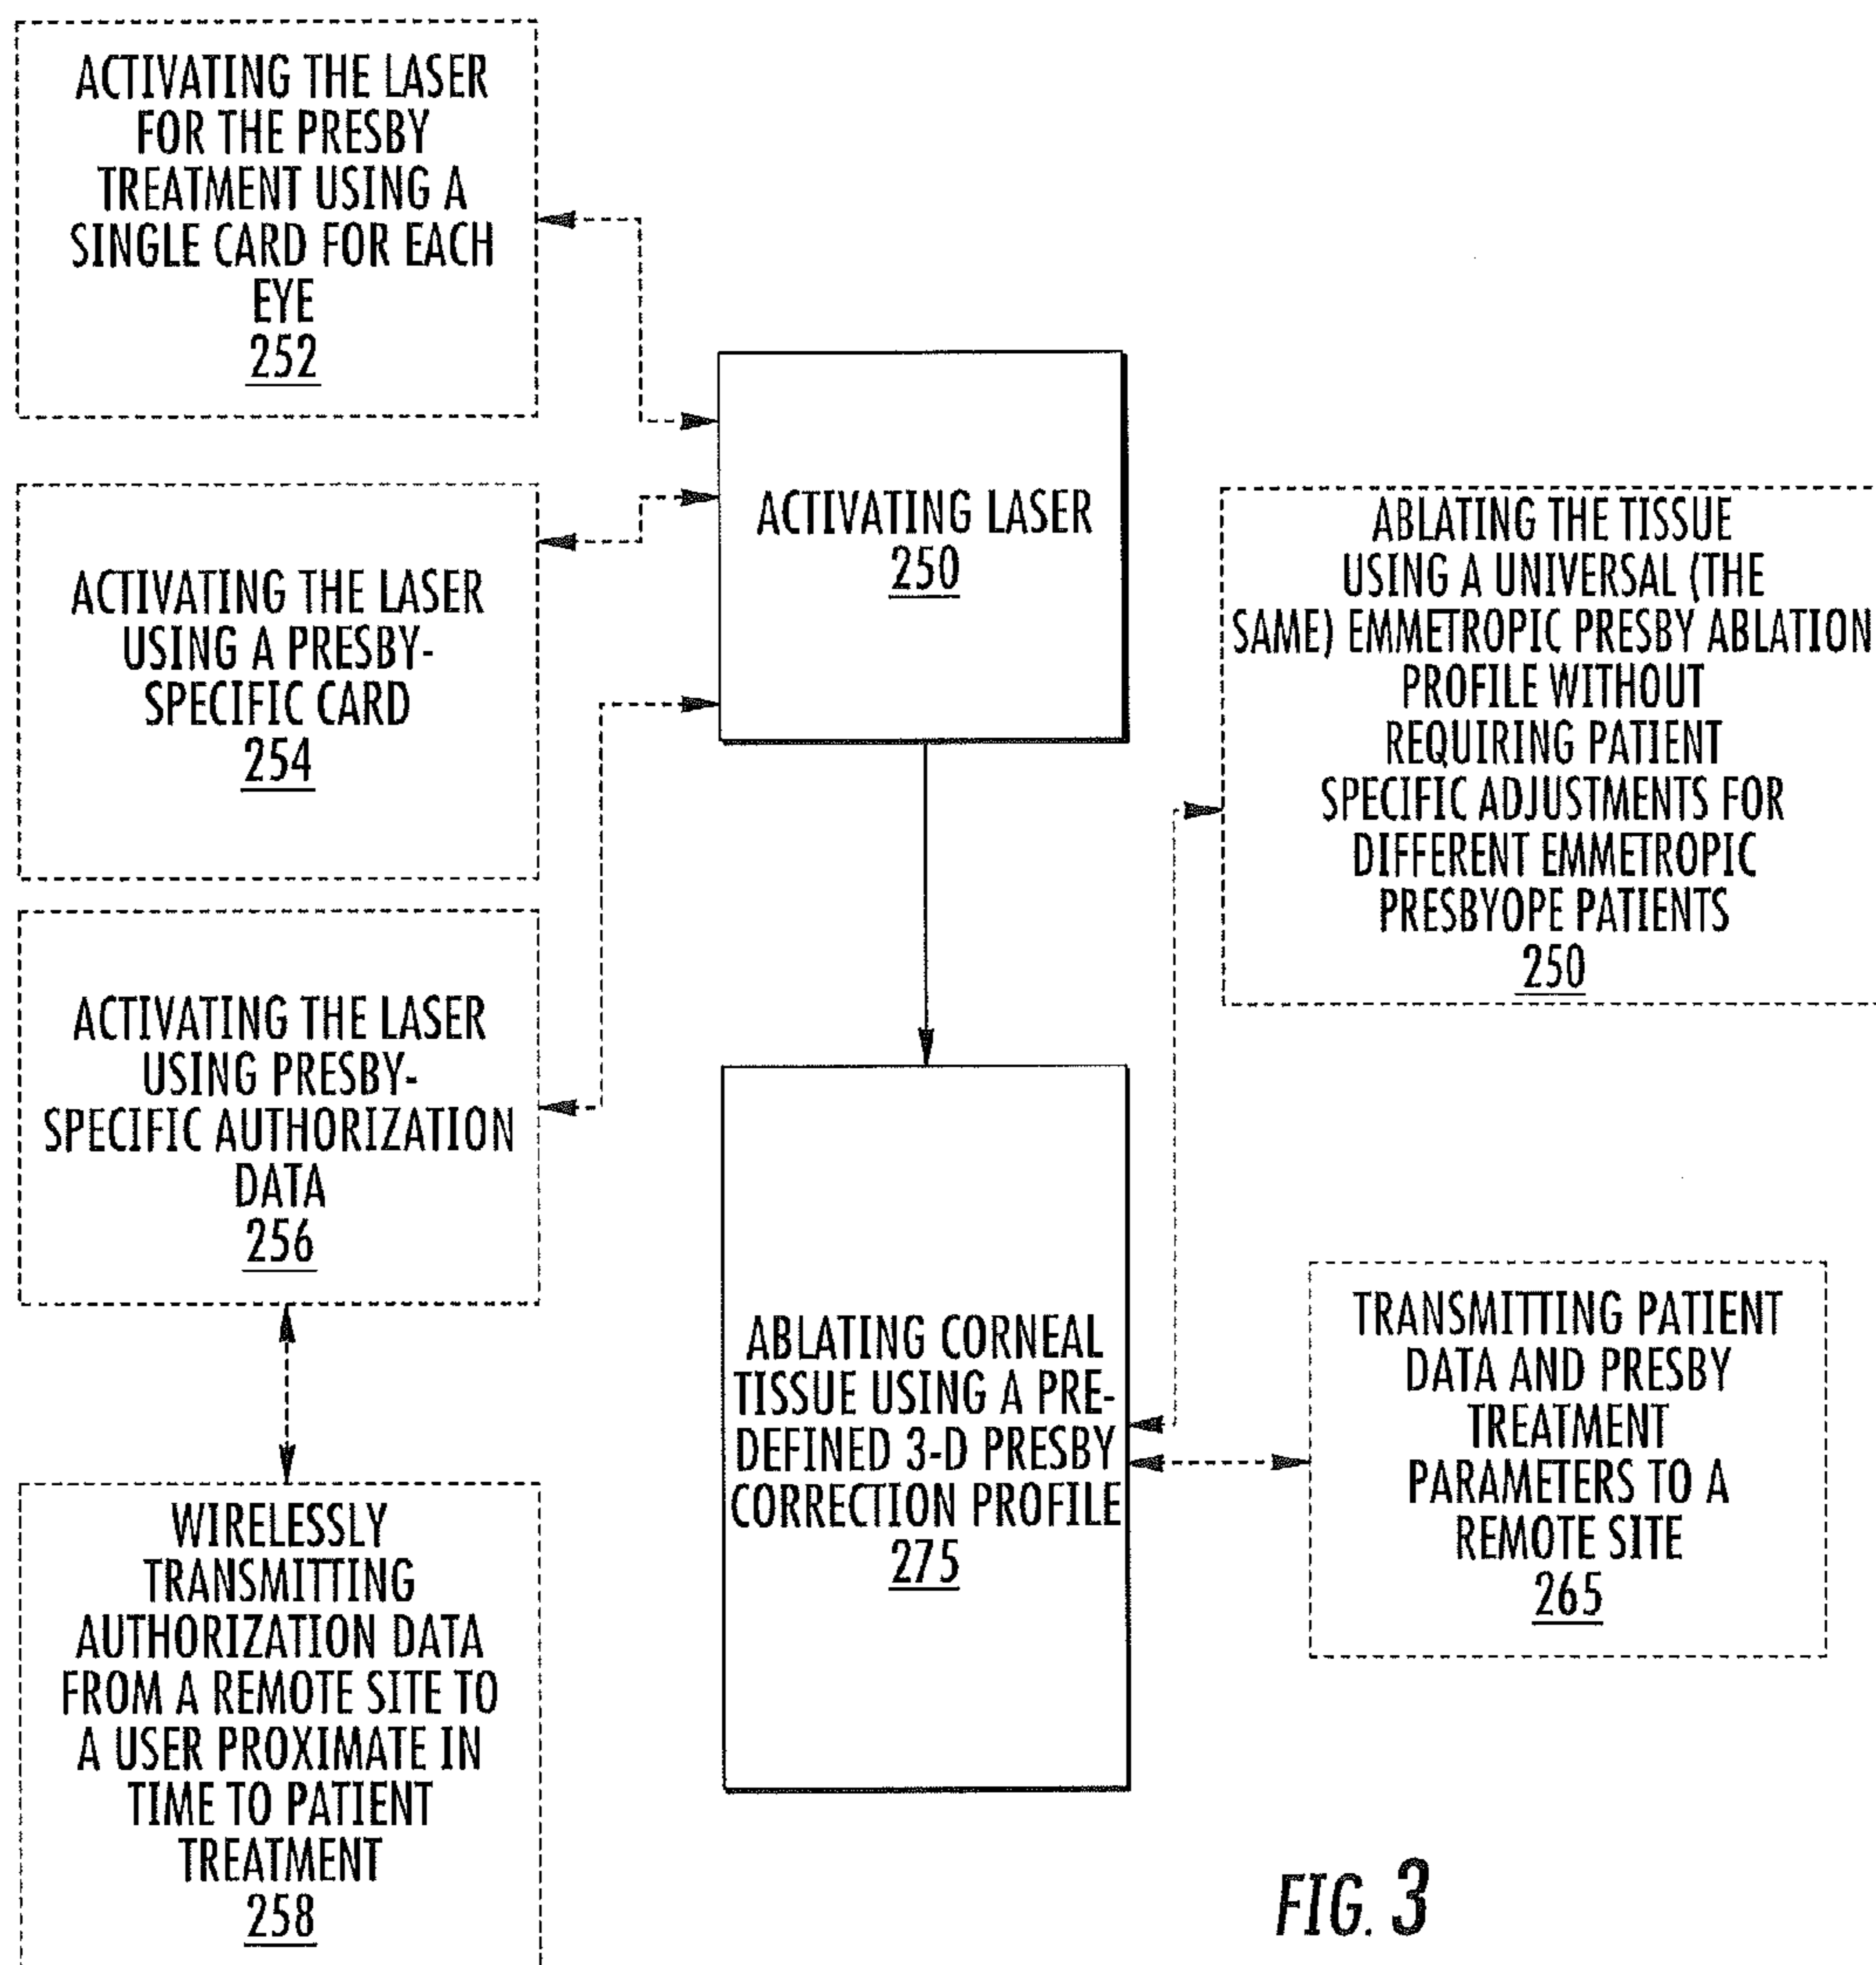 ACTIVATING THE LASER
FOR THE PRESBY
TREATMENT USING A
SINGLE CARD FOR EACH
EYE
252
ACTIVATING THE LASER
USING A PRESBY-
SPECIFIC CARD
254
ACTIVATING THE LASER
USING PRESBY-
SPECIFIC AUTHORIZATION
DATA
256
WIRELESSLY
TRANSMITTING
AUTHORIZATION DATA
FROM A REMOTE SITE TO
A USER PROXIMATE IN
TIME TO PATIENT
TREATMENT
258
ACTIVATING LASER
250
ABLATING CORNEAL
TISSUE USING A PRE-
DEFINED 3-D PRESBY
CORRECTION PROFILE
275
ABLATING THE TISSUE
USING A UNIVERSAL (THE
SAME) EMMETROPIC PRESBY ABLATION
PROFILE WITHOUT
REQUIRING PATIENT
SPECIFIC ADJUSTMENTS FOR
DIFFERENT EMMETROPIC
PRESBYOPE PATIENTS
250
TRANSMITTING PATIENT
DATA AND PRESBY
TREATMENT
PARAMETERS TO A
REMOTE SITE
265
FIG. 3